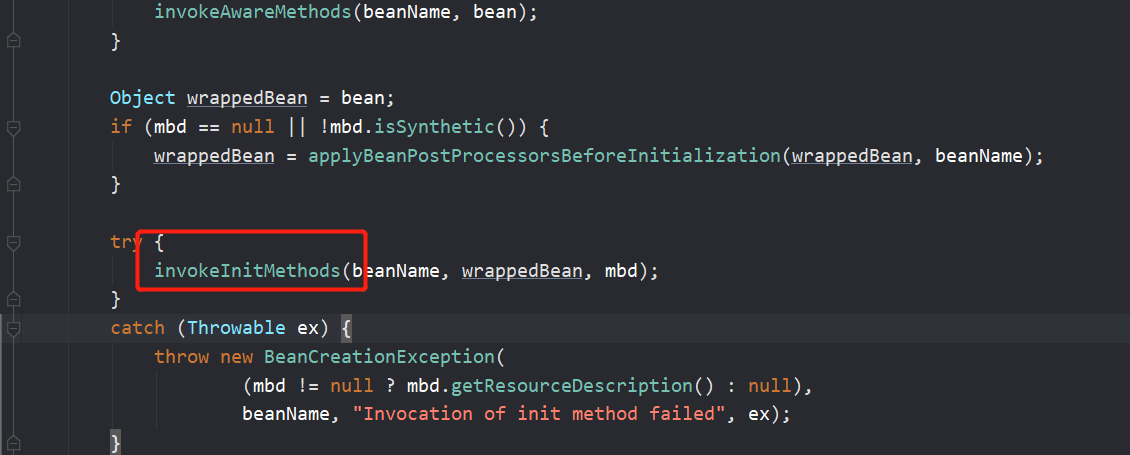 invokeAwareMethods(beanName, bean);
}
Object wrappedBean = bean;
if (mbd == null || !mbd.isSynthetic()) {
wrappedBean = applyBeanPostProcessorsBeforeInitialization(wrappedBean, beanName);
}
try {
invokeInitMethods(beanName, wrappedBean, mbd);
}
catch (Throwable ex) {
throw new BeanCreationException(
(mbd != null ? mbd.getResourceDescription() : null),
beanName, "Invocation of init method failed", ex);
}